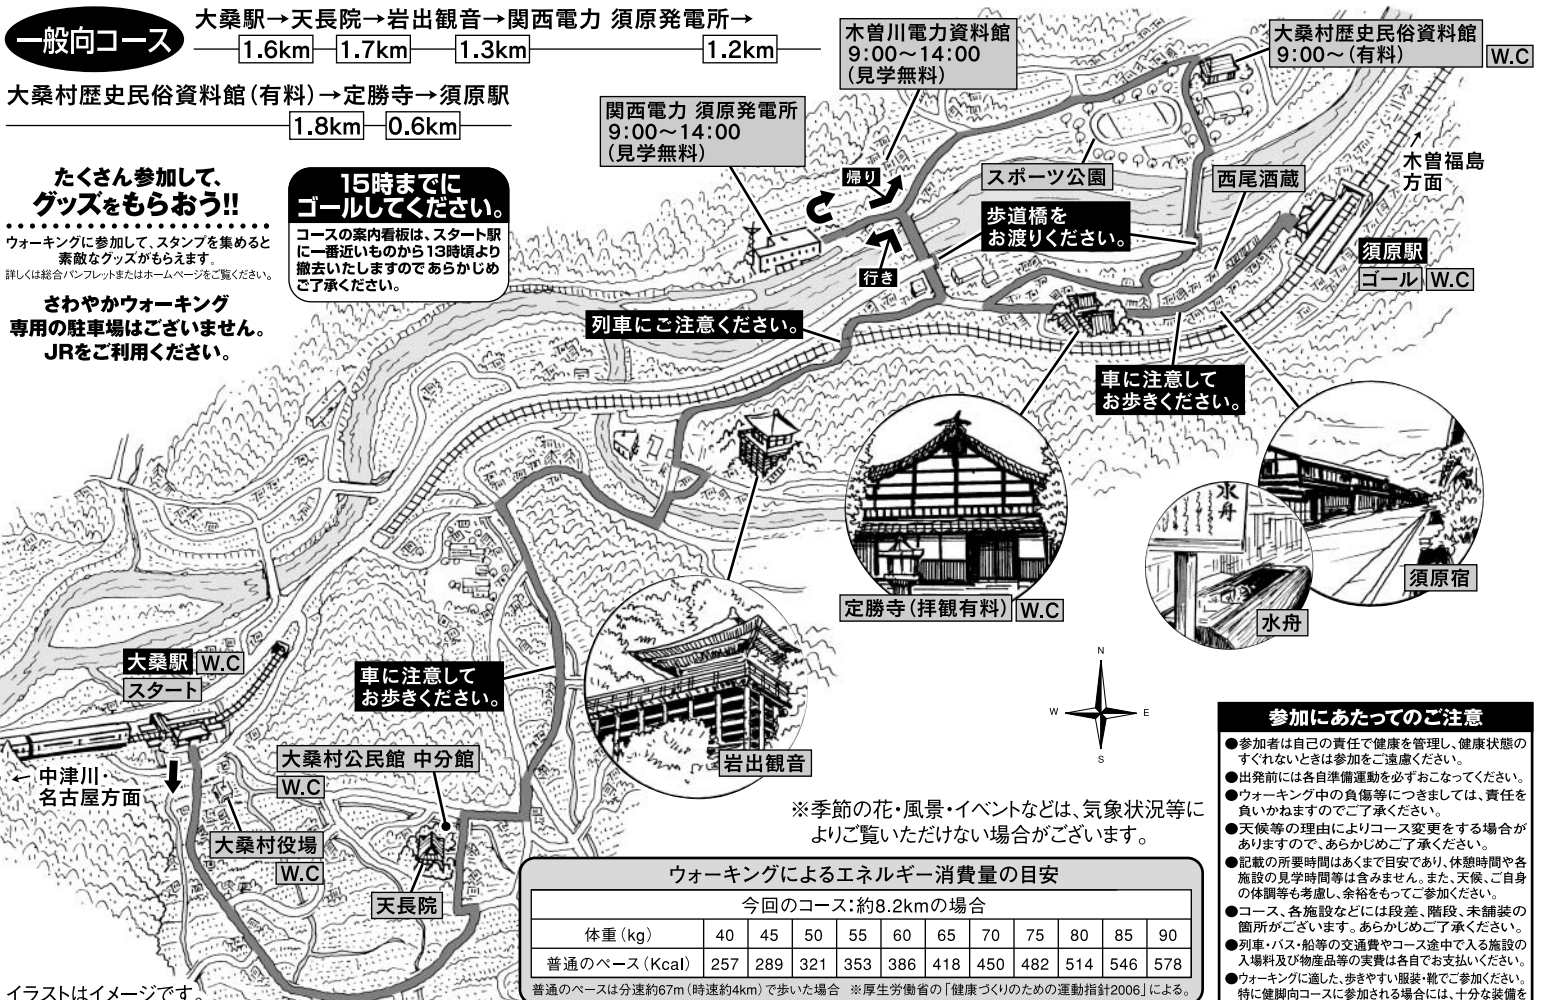 一般向コース
大桑駅→天長院→岩出観音→関西電力 須原発電所→
1.6km 1.7km 1.3km 1.2km
大桑村歴史民俗資料館(有料)→定勝寺→須原駅
1.8km 0.6km
たくさん参加して、
グッズをもらおう!!
ウォーキングに参加して、スタンプを集めると
素敵なグッズがもらえます。
詳しくは総合パンフレットまたはホームページをご覧ください。
さわやかウォーキング
専用の駐車場はございません。
JRをご利用ください。
15時までに
ゴールしてください。
コースの案内看板は、スタート駅
に一番近いものから13時頃より
撤去いたしますのであらかじめ
ご了承ください。
関西電力 須原発電所
9:00〜14:00
(見学無料)
木曽川電力資料館
9:00〜14:00
(見学無料)
大桑村歴史民俗資料館
9:00〜(有料)
W.C
木曽福島
方面
スポーツ公園
西尾酒蔵
帰り
行き
歩道橋を
お渡りください。
須原駅
ゴール W.C
列車にご注意ください。
車に注意して
お歩きください。
定勝寺(拝観有料) W.C
水舟
水舟
須原宿
岩出観音
大桑駅 W.C
スタート
車に注意して
お歩きください。
← 中津川・
名古屋方面
大桑村公民館 中分館
W.C
大桑村役場
W.C
天長院
N
W E
S
※季節の花・風景・イベントなどは、気象状況等に
よりご覧いただけない場合がございます。
ウォーキングによるエネルギー消費量の目安
今回のコース:約8.2kmの場合
体重(kg) 40 45 50 55 60 65 70 75 80 85 90
普通のペース(Kcal) 257 289 321 353 386 418 450 482 514 546 578
普通のペースは分速約67m(時速約4km)で歩いた場合 ※厚生労働省の「健康づくりのための運動指針2006」による。
参加にあたってのご注意
●参加者は自己の責任で健康を管理し、健康状態の
すぐれないときは参加をご遠慮ください。
●出発前には各自準備運動を必ずおこなってください。
●ウォーキング中の負傷等につきましては、責任を
負いかねますのでご了承ください。
●天候等の理由によりコース変更をする場合が
ありますので、あらかじめご了承ください。
●記載の所要時間はあくまで目安であり、休憩時間や各
施設の見学時間等は含みません。また、天候、ご自身
の体調等も考慮し、余裕をもってご参加ください。
●コース、各施設などには段差、階段、未舗装の
箇所がございます。あらかじめご了承ください。
●列車・バス・船等の交通費やコース途中で入る施設の
入場料及び物産品等の実費は各自でお支払いください。
●ウォーキングに適した、歩きやすい服装・靴でご参加ください。
特に健脚向コースに参加される場合には、十分な装備を
イラストはイメージです。